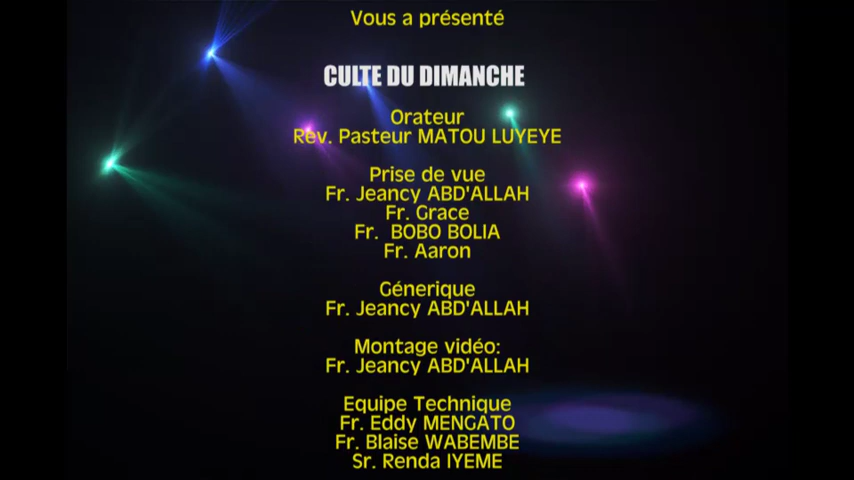 Vous a présenté
CULTE DU DIMANCHE
Orateur
Rev. Pasteur MATOU LUYEYE
Prise de vue
Fr. Jeancy ABD'ALLAH
Fr. Grace
Fr. BOBO BOLIA
Fr. Aaron
Génerique
Fr. Jeancy ABD'ALLAH
Montage vidéo:
Fr. Jeancy ABD'ALLAH
Equipe Technique
Fr. Eddy MENGATO
Fr. Blaise WABEMBE
Sr. Renda IYEME